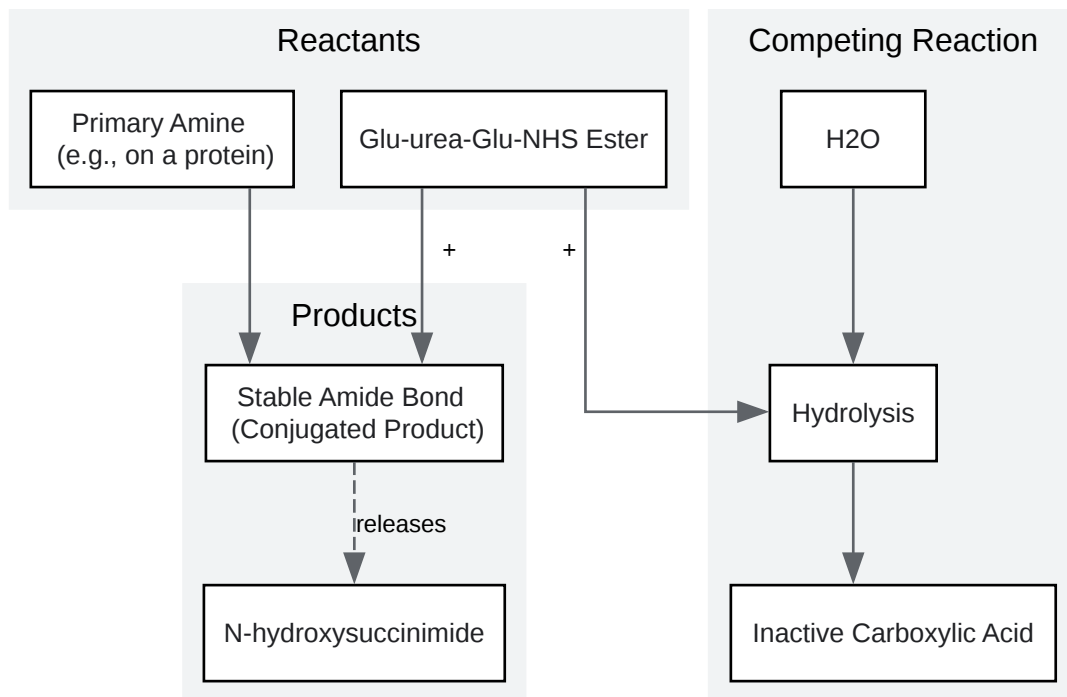 Reactants
Competing Reaction
Primary Amine
(e.g., on a protein)
Glu-urea-Glu-NHS Ester
H2O
+
+
Products
Stable Amide Bond
(Conjugated Product)
Hydrolysis
releases
N-hydroxysuccinimide
Inactive Carboxylic Acid